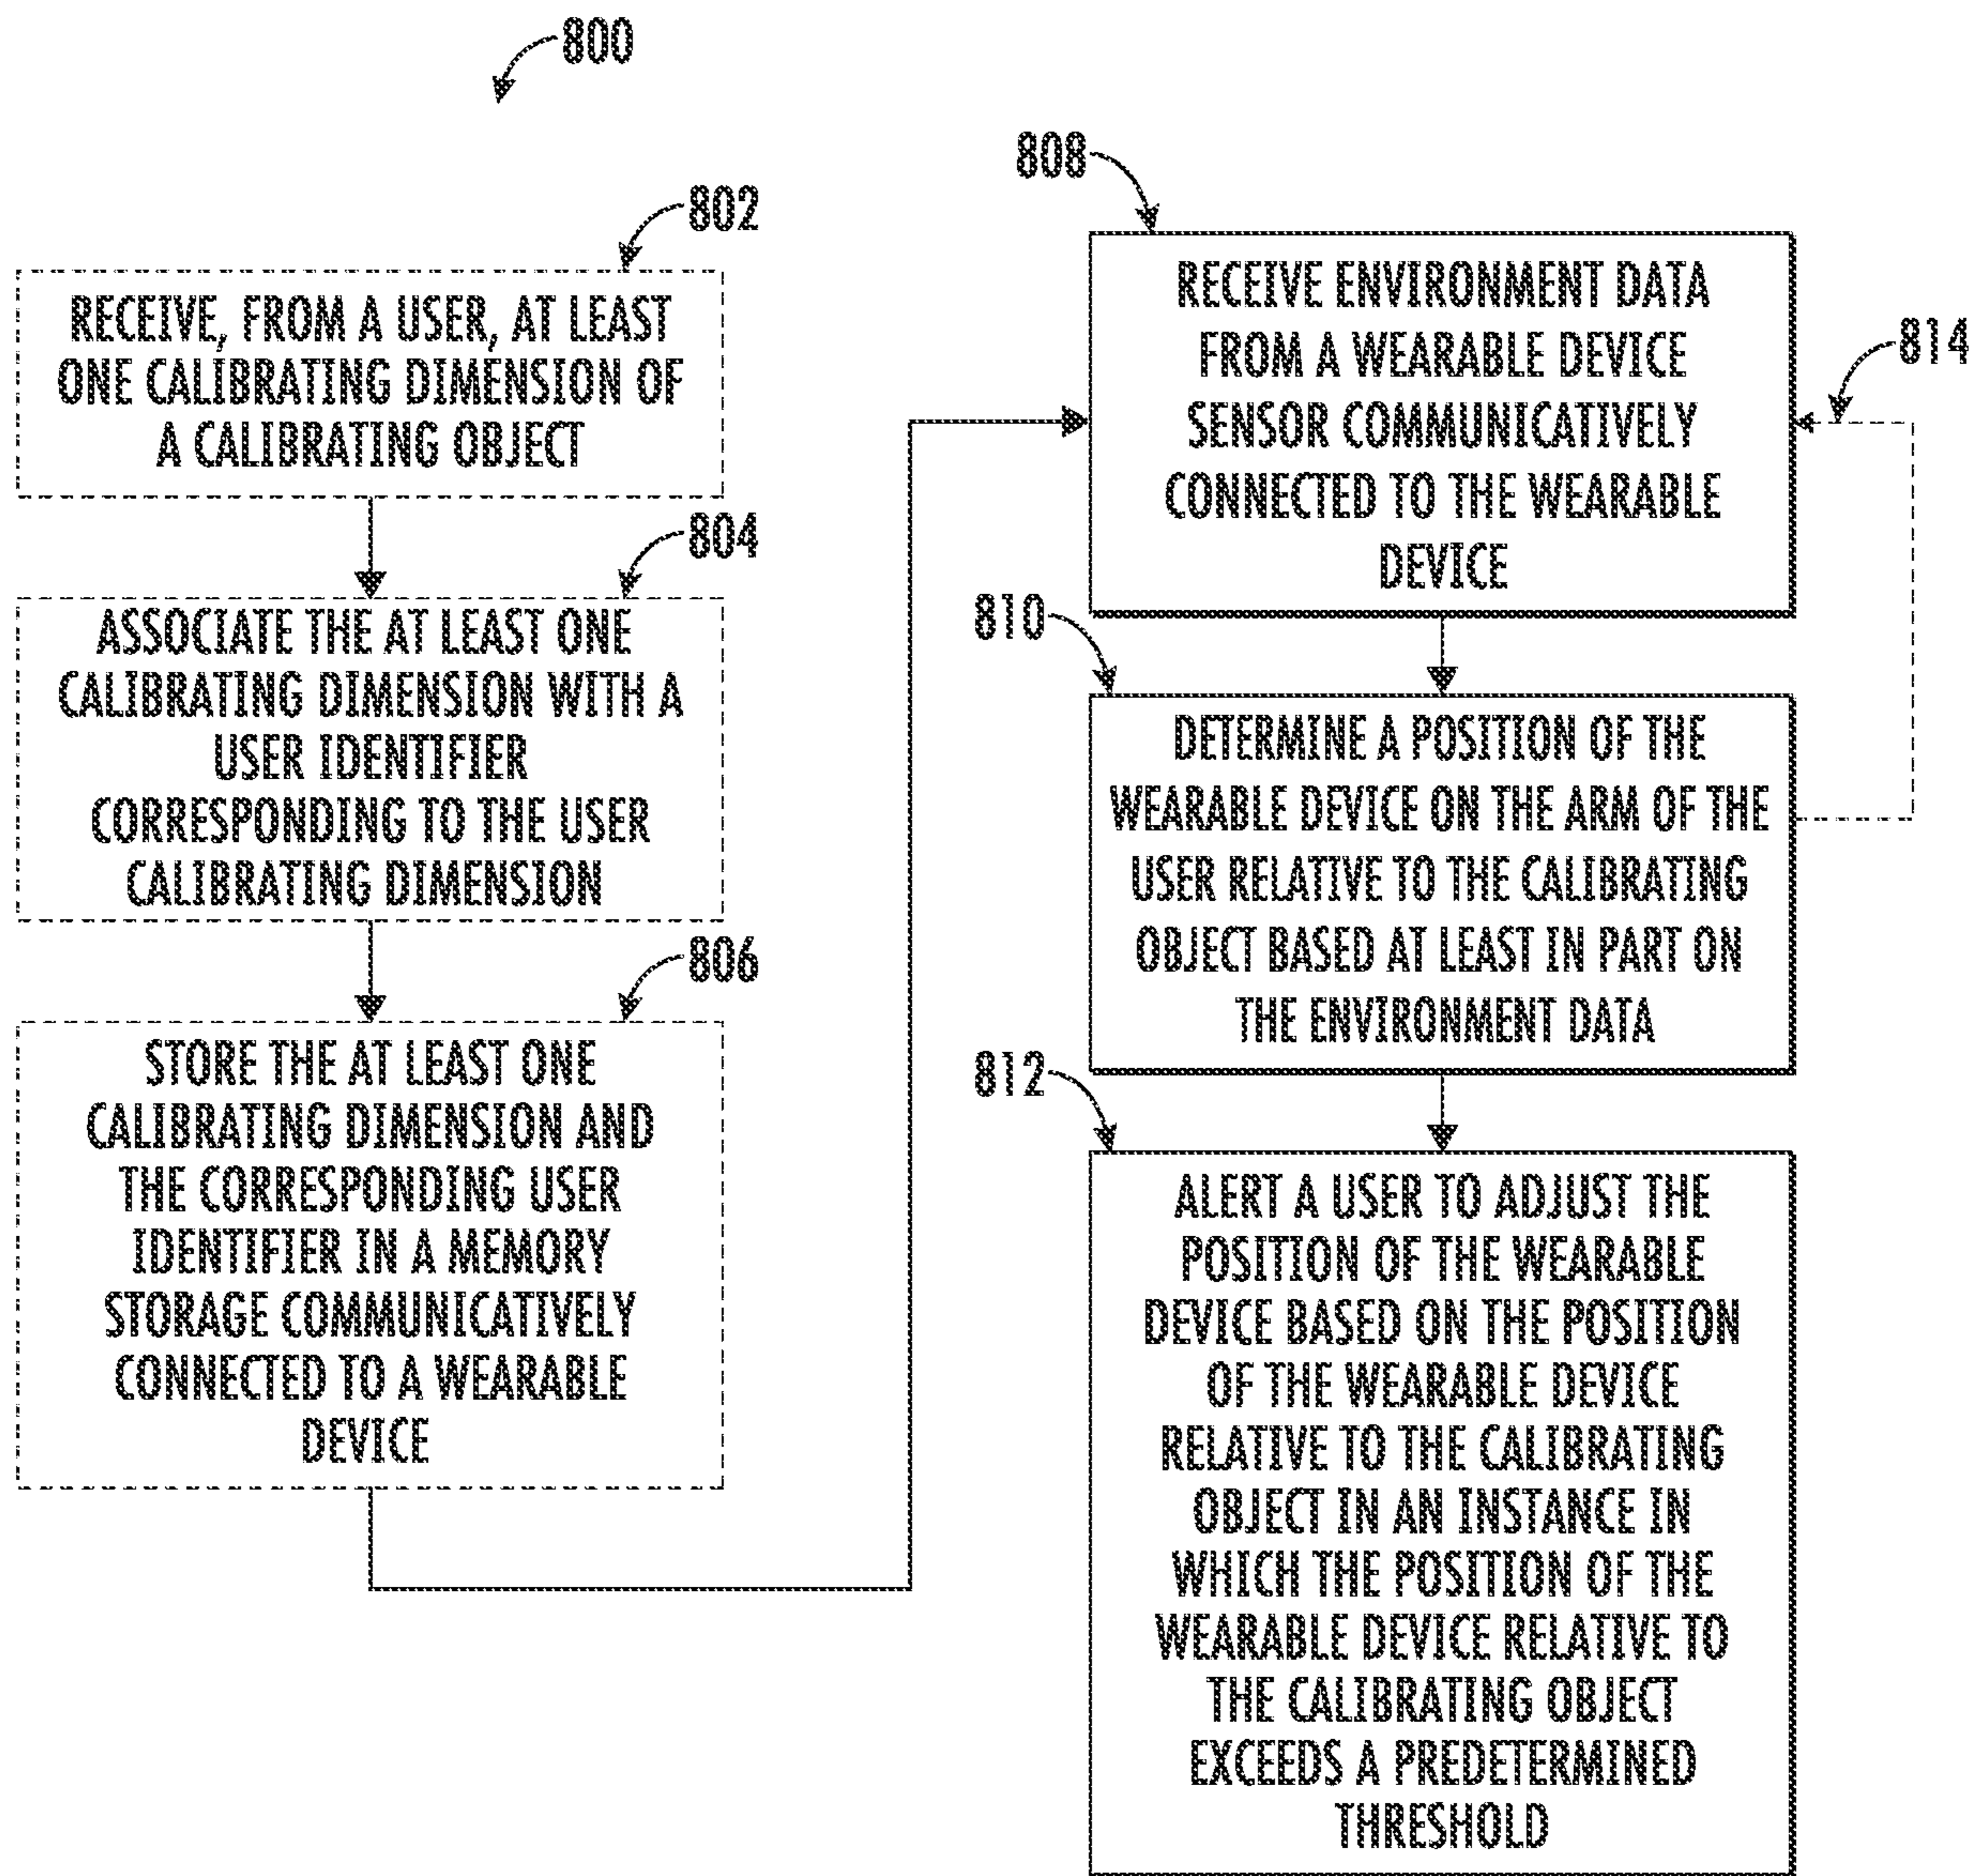 800
802
RECEIVE, FROM A USER, AT LEAST
ONE CALIBRATING DIMENSION OF
A CALIBRATING OBJECT
804
ASSOCIATE THE AT LEAST ONE
CALIBRATING DIMENSION WITH A
USER IDENTIFIER
CORRESPONDING TO THE USER
CALIBRATING DIMENSION
806
STORE THE AT LEAST ONE
CALIBRATING DIMENSION AND
THE CORRESPONDING USER
IDENTIFIER IN A MEMORY
STORAGE COMMUNICATIVELY
CONNECTED TO A WEARABLE
DEVICE
808
RECEIVE ENVIRONMENT DATA
FROM A WEARABLE DEVICE
SENSOR COMMUNICATIVELY
CONNECTED TO THE WEARABLE
DEVICE
814
810
DETERMINE A POSITION OF THE
WEARABLE DEVICE ON THE ARM OF THE
USER RELATIVE TO THE CALIBRATING
OBJECT BASED AT LEAST IN PART ON
THE ENVIRONMENT DATA
812
ALERT A USER TO ADJUST THE
POSITION OF THE WEARABLE
DEVICE BASED ON THE POSITION
OF THE WEARABLE DEVICE
RELATIVE TO THE CALIBRATING
OBJECT IN AN INSTANCE IN
WHICH THE POSITION OF THE
WEARABLE DEVICE RELATIVE TO
THE CALIBRATING OBJECT
EXCEEDS A PREDETERMINED
THRESHOLD